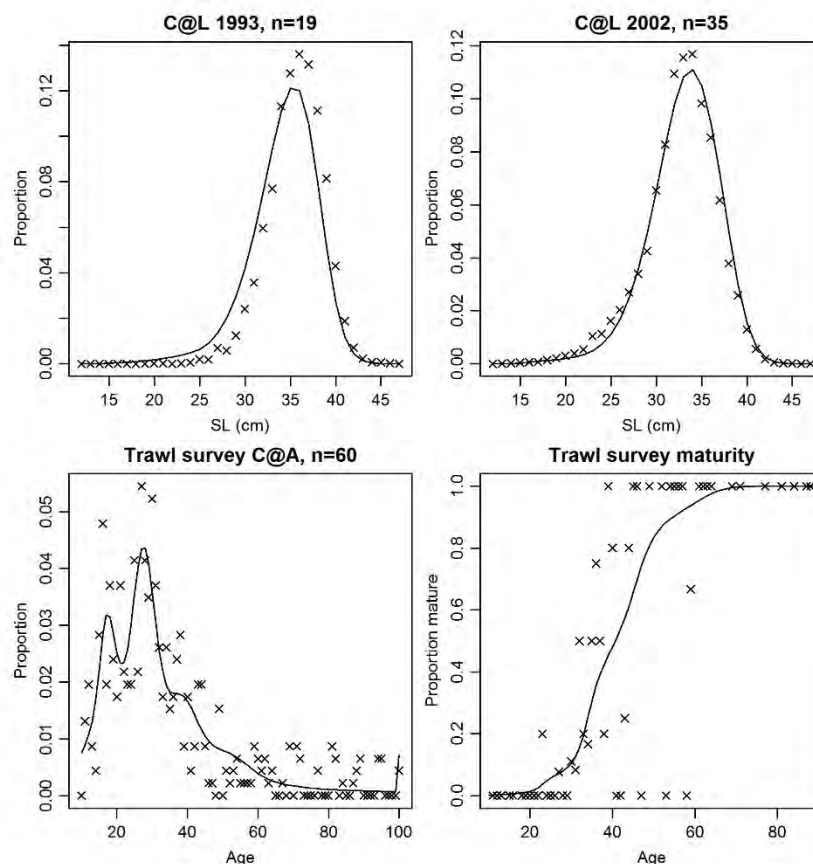 C@L 1993, n=19
Proportion
0.00 0.04 0.08 0.12
15 20 25 30 35 40 45
SL (cm)
C@L 2002, n=35
Proportion
0.00 0.02 0.04 0.06 0.08 0.10 0.12
15 20 25 30 35 40 45
SL (cm)
Trawl survey C@A, n=60
Proportion
0.00 0.01 0.02 0.03 0.04 0.05
20 40 60 80 100
Age
Trawl survey maturity
Proportion mature
0.0 0.2 0.4 0.6 0.8 1.0
20 40 60 80
Age